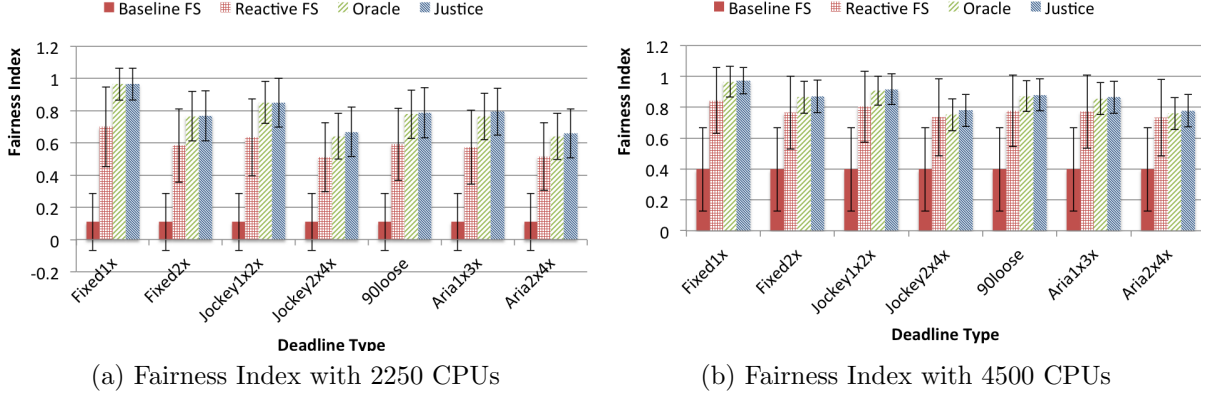 Baseline FS Reactive FS Oracle Justice
1.2
1
0.8
0.6
0.4
0.2
0
-0.2
Fairness Index
Fixed1x
Fixed2x
Jockey1x2x
Jockey2x4x
90loose
Aria1x3x
Aria2x4x
Deadline Type
(a) Fairness Index with 2250 CPUs
Baseline FS Reactive FS Oracle Justice
1.2
1
0.8
0.6
0.4
0.2
0
Fairness Index
Fixed1x
Fixed2x
Jockey1x2x
Jockey2x4x
90loose
Aria1x3x
Aria2x4x
Deadline Type
(b) Fairness Index with 4500 CPUs